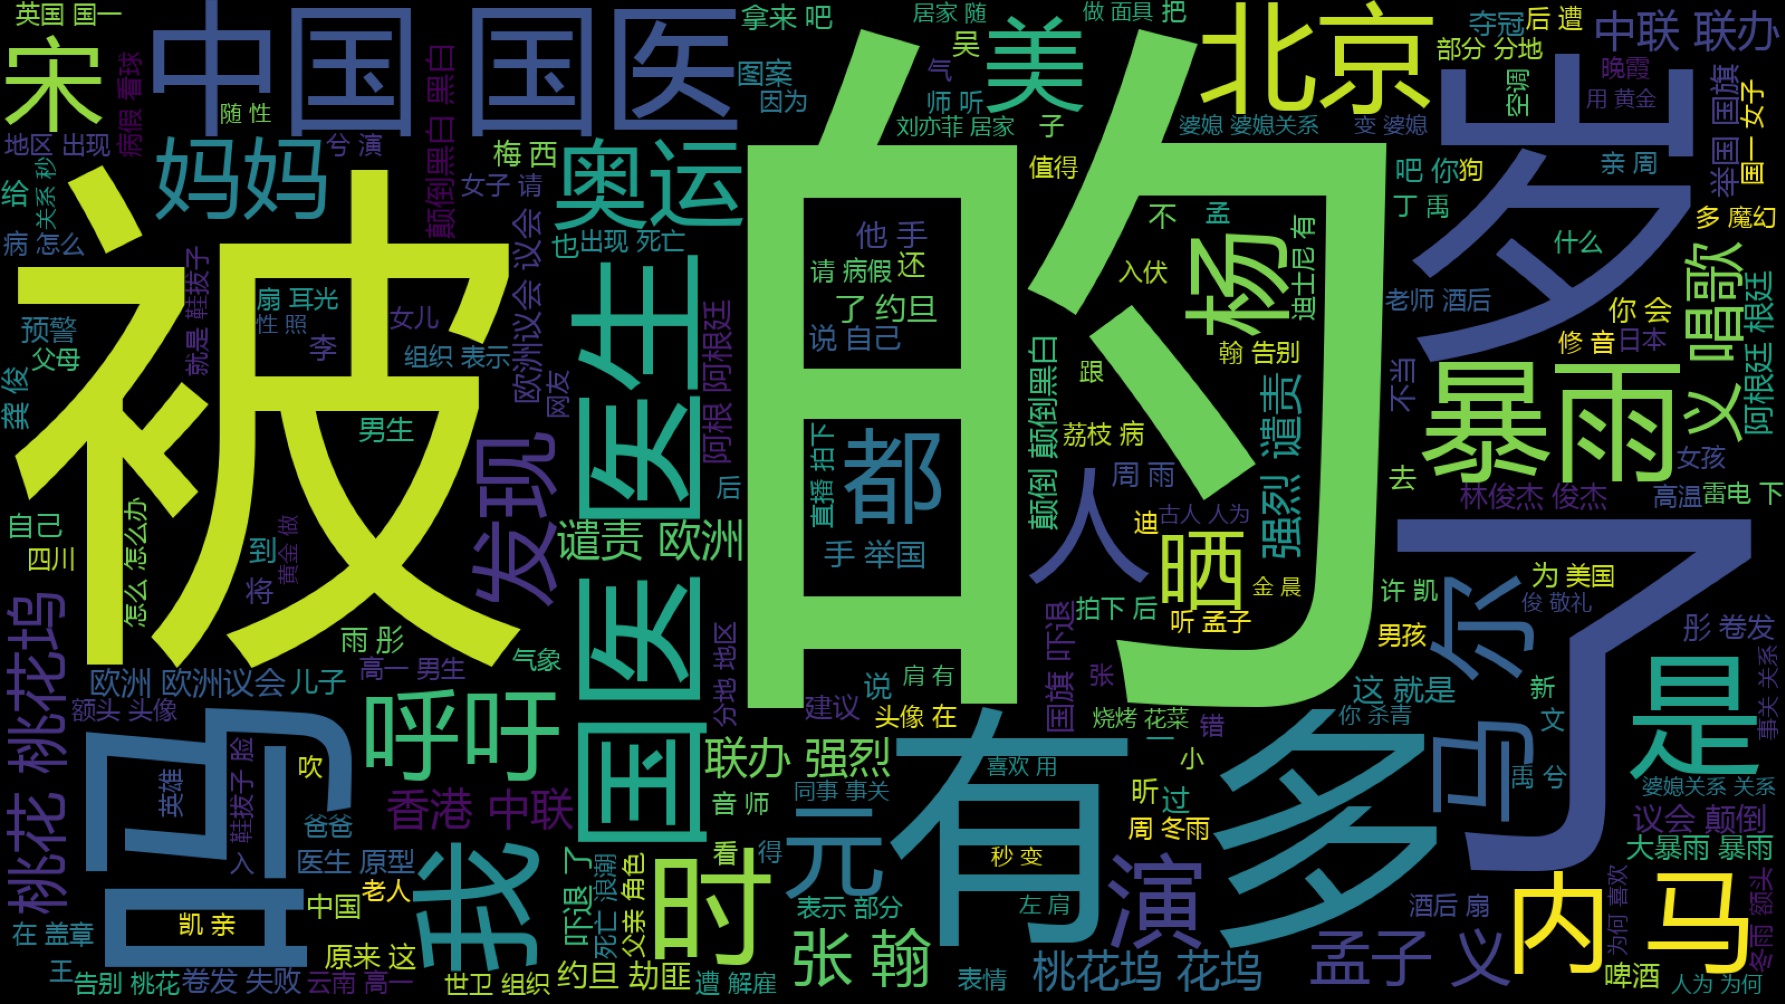 英国 国一
中国 国医
拿来 吧
居家 随
做 面具 把
北京
夺冠
后 遭
中联 联办
宋
看球
病假
黑白
颠倒黑白
图案
因为
吴
气
师 听
美
刘亦菲 居家
子
婆媳 婆媳关系
变 婆媳
部分 分地
空调
晚霞
用 黄金
国旗
举国
女子
国一
岁
随 性
地区 出现
兮 演
妈妈
梅 西
女子 请
奥运
给
关系 秒
病 怎么
也
出现 死亡
的
值得
不
孟
杨
迪士尼 有
入伏
吧 你
狗
丁 禹
亲 周
多 魔幻
什么
他 手
请 病假
还
了 约旦
说 自己
被
扇 耳光
性 照
女儿
李
组织 表示
就是 鞋拔子
预警
父母
龚 俊
欧洲议会 议会
网友
医生
阿根 阿根廷
翰 告别
跟
颠倒 颠倒黑白
强烈 谴责
不当
老师 酒后
你 会
修 音
日本
唱歌
阿根廷 根廷
多
暴雨
义
男生
发现
直播 拍下
都
荔枝 病
周 雨
后
去
女孩
林俊杰 俊杰
高温
雷电 下
自己
四川
怎么 怎么办
到
将
黄金 做
谴责 欧洲
手 举国
人
迪
古人 人为
晒
金 晨
听 孟子
拍下 后
许 凯
为 美国
俊 敬礼
男孩
马尔
了
彤 卷发
桃花 桃花坞
雨 彤
高一 男生
气象
国医
分地 地区
国旗 吓退
张
欧洲 欧洲议会
儿子
额头 头像
呼吁
建议
说
肩 有
头像 在
烧烤 花菜
一
错
这 就是
你 杀青
新
文
是
事关 关系
吗
吹
英雄
入 鞋拔子 脸
爸爸
香港 中联
联办 强烈
音 师
同事 事关
喜欢 用
有
小
昕
过
周 冬雨
多
禹 兮
婆媳关系 关系
议会 颠倒
大暴雨 暴雨
医生 原型
老人
中国
凯 亲
我
吓退 了
死亡 浪潮
父亲 角色
看
得
时
元
秒 变
左 肩
演
酒后 扇
内 马
为何 喜欢
冬雨 额头
在 盖章
原来 这
表示 部分
张 翰
王
告别 桃花
卷发 失败
云南 高一
世卫 组织
约旦 劫匪
遭 解雇
表情
桃花坞 花坞
孟子 义
啤酒
人为 为何